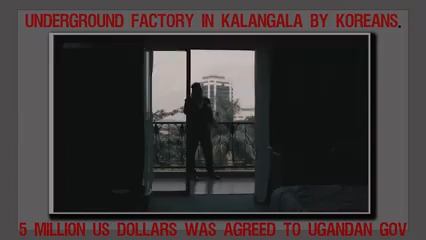 UNDERGROUND FACTORY IN KALANGALA BY KOREANS.
5 MILLION US DOLLARS WAS AGREED TO UGANDAN GOV